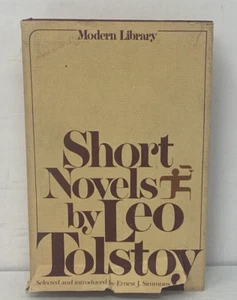 Modern Library
Short
Novels
by Leo
Tolstoy
Selected and introduced by Ernest J. Simmons